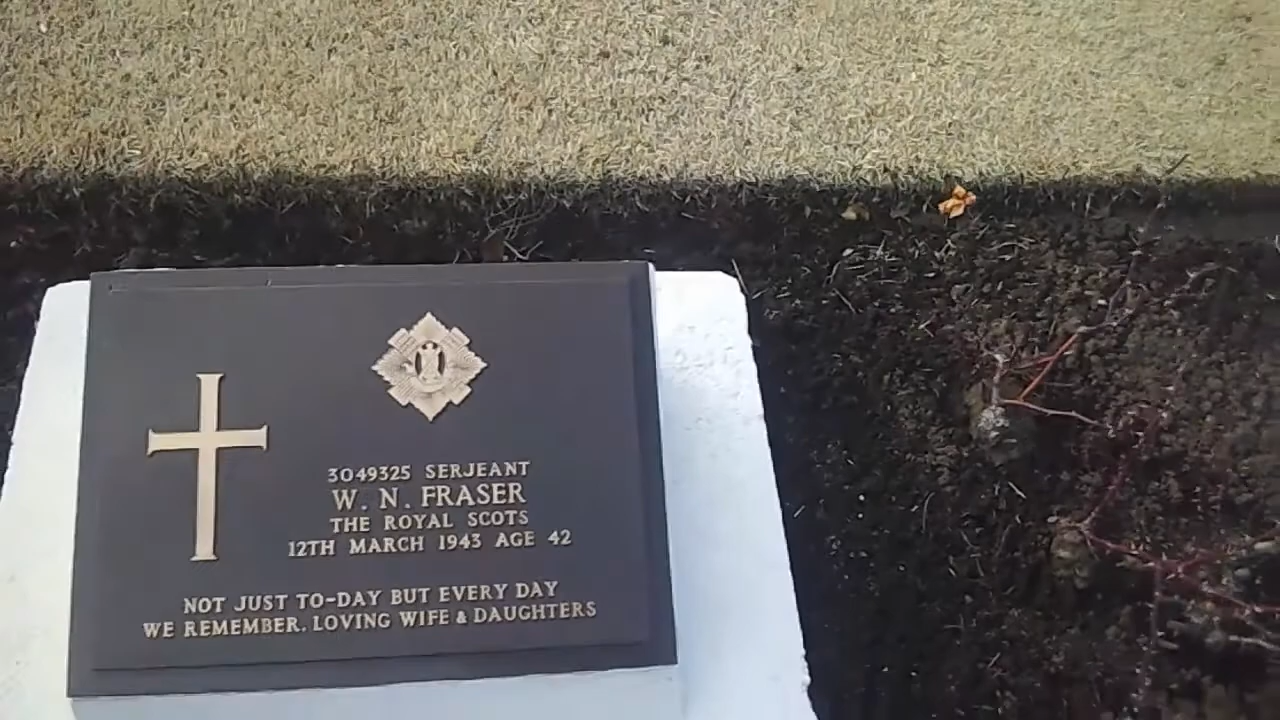 3049325 SERJEANT
W. N. FRASER
THE ROYAL SCOTS
12TH MARCH 1943 AGE 42
NOT JUST TO-DAY BUT EVERY DAY
WE REMEMBER. LOVING WIFE & DAUGHTERS